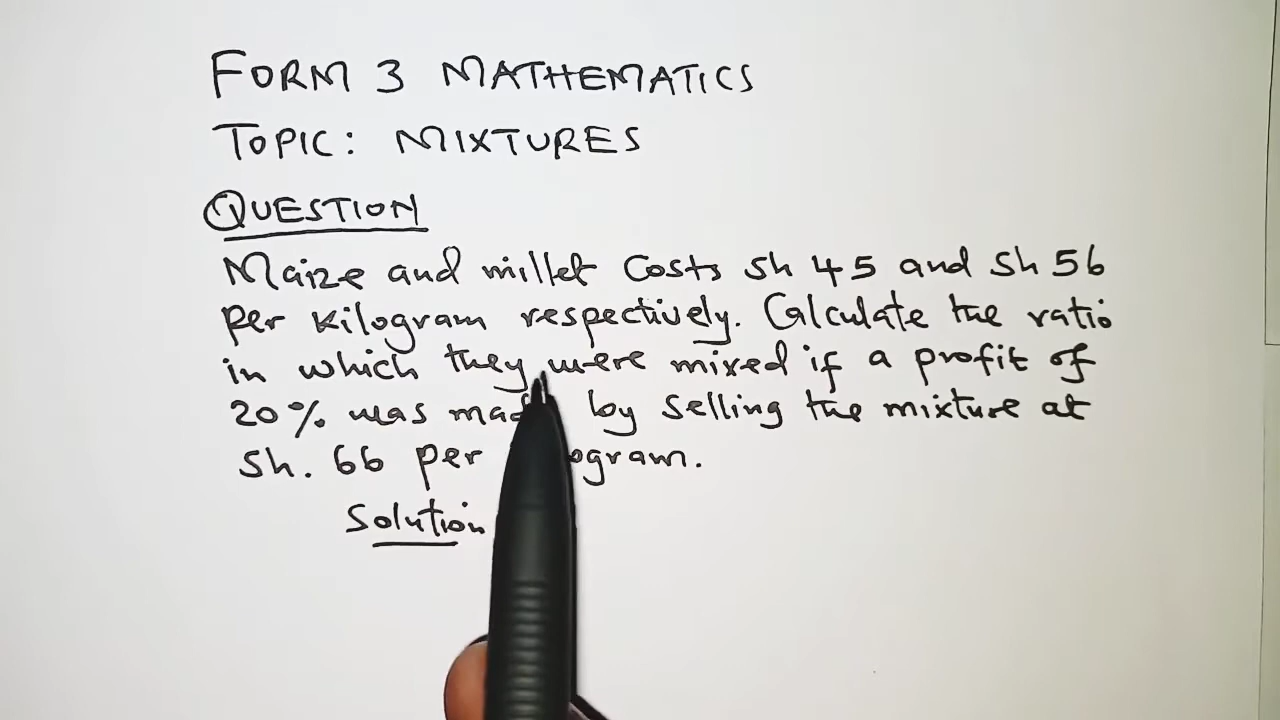 FORM 3 MATHEMATICS
TOPIC: MIXTURES
QUESTION
Maize and millet Costs Sh 45 and Sh 56
per kilogram respectively. Calculate the ratio
in which they were mixed if a profit of
20% was by selling the mixture at
Sh. 66 per
Solution